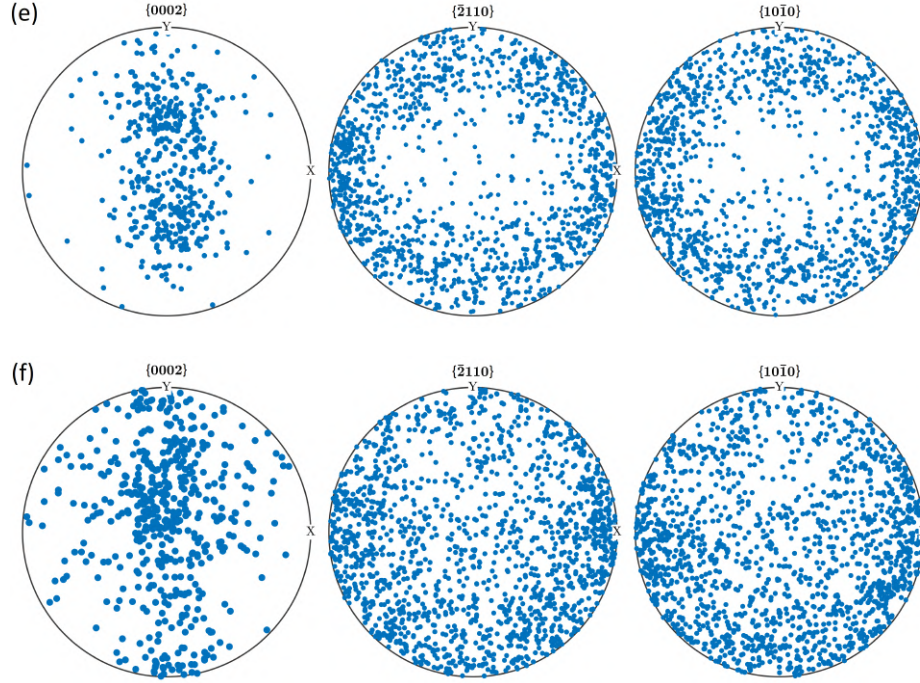 (e)
{0002} {2̄110} {101̄0}
Y Y Y
X X X
(f)
{0002} {2̄110} {101̄0}
Y Y Y
X X X